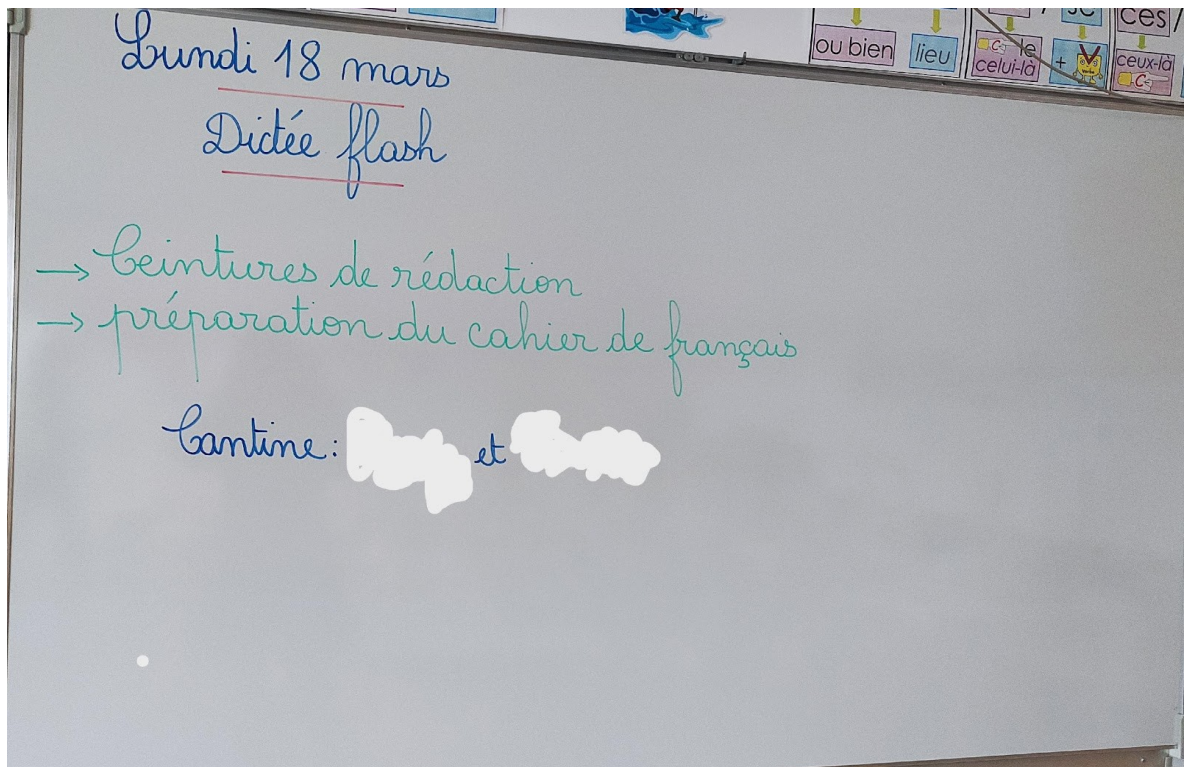 Lundi 18 mars
Dictée flash
→ Ceintures de rédaction
→ préparation du cahier de français
Cantine: et
ou bien
lieu
le
celui-là
+
ces/
ceux-là